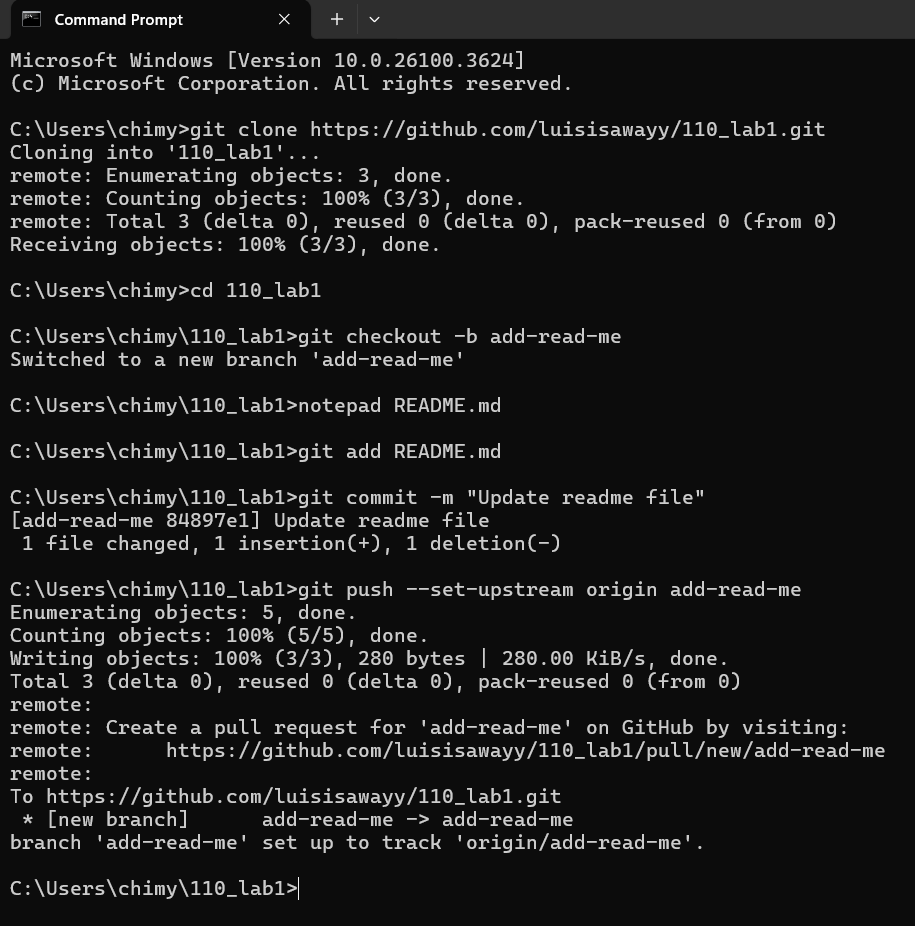 Command Prompt
Microsoft Windows [Version 10.0.26100.3624]
(c) Microsoft Corporation. All rights reserved.
C:\Users\chimy>git clone https://github.com/luisisawayy/110_lab1.git
Cloning into '110_lab1'...
remote: Enumerating objects: 3, done.
remote: Counting objects: 100% (3/3), done.
remote: Total 3 (delta 0), reused 0 (delta 0), pack-reused 0 (from 0)
Receiving objects: 100% (3/3), done.
C:\Users\chimy>cd 110_lab1
C:\Users\chimy\110_lab1>git checkout -b add-read-me
Switched to a new branch 'add-read-me'
C:\Users\chimy\110_lab1>notepad README.md
C:\Users\chimy\110_lab1>git add README.md
C:\Users\chimy\110_lab1>git commit -m "Update readme file"
[add-read-me 84897e1] Update readme file
 1 file changed, 1 insertion(+), 1 deletion(-)
C:\Users\chimy\110_lab1>git push --set-upstream origin add-read-me
Enumerating objects: 5, done.
Counting objects: 100% (5/5), done.
Writing objects: 100% (3/3), 280 bytes | 280.00 KiB/s, done.
Total 3 (delta 0), reused 0 (delta 0), pack-reused 0 (from 0)
remote:
remote: Create a pull request for 'add-read-me' on GitHub by visiting:
remote:      https://github.com/luisisawayy/110_lab1/pull/new/add-read-me
remote:
To https://github.com/luisisawayy/110_lab1.git
 * [new branch]      add-read-me -> add-read-me
branch 'add-read-me' set up to track 'origin/add-read-me'.
C:\Users\chimy\110_lab1>